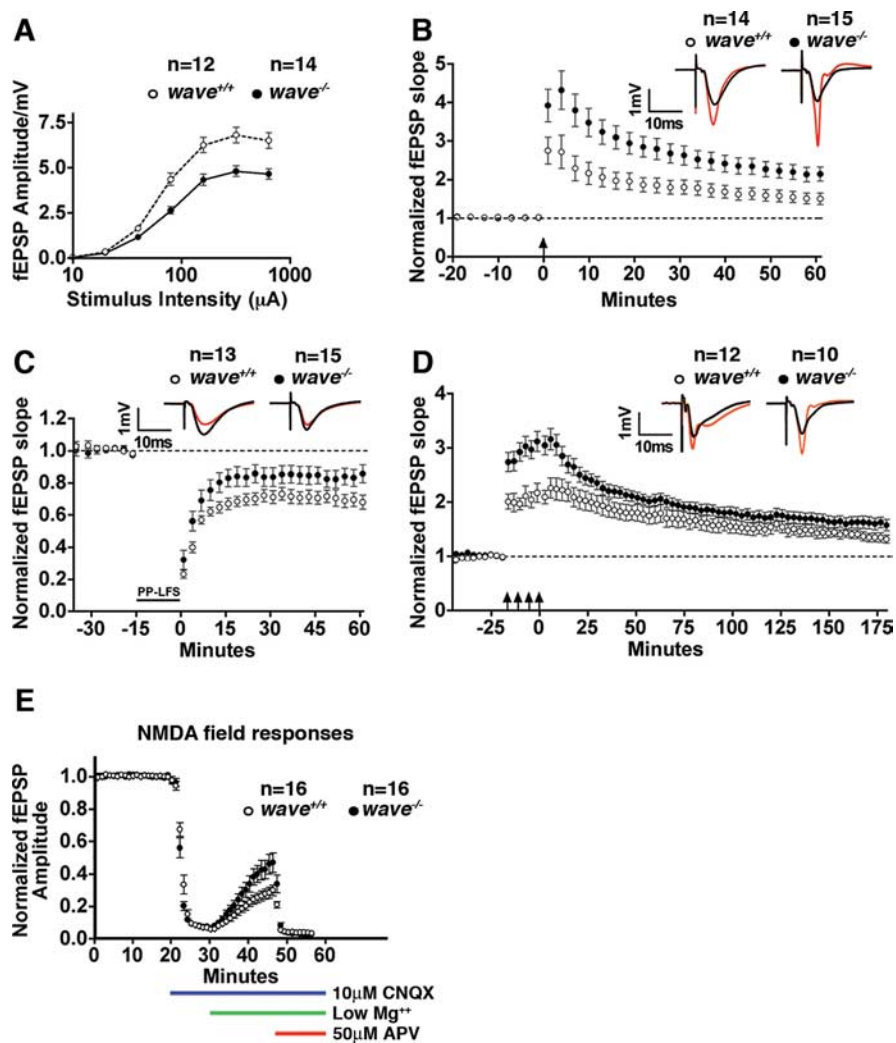 A
n=12 n=14
wave+/+ wave-/-
fEPSP Amplitude/mV
7.5
5.0
2.5
0.0
10 100 1000
Stimulus Intensity (µA)
B
n=14 n=15
wave+/+ wave-/-
1mV
10ms
Normalized fEPSP slope
5
4
3
2
1
0
-20 -10 0 10 20 30 40 50 60
Minutes
C
n=13 n=15
wave+/+ wave-/-
1mV
10ms
Normalized fEPSP slope
1.2
1.0
0.8
0.6
0.4
0.2
0.0
PP-LFS
-30 -15 0 15 30 45 60
Minutes
D
n=12 n=10
wave+/+ wave-/-
1mV
10ms
Normalized fEPSP slope
4
3
2
1
0
-25 0 25 50 75 100 125 150 175
Minutes
E
NMDA field responses
n=16 n=16
wave+/+ wave-/-
Normalized fEPSP
Amplitude
1.0
0.8
0.6
0.4
0.2
0.0
0 10 20 30 40 50 60
Minutes
10µM CNQX
Low Mg++
50µM APV